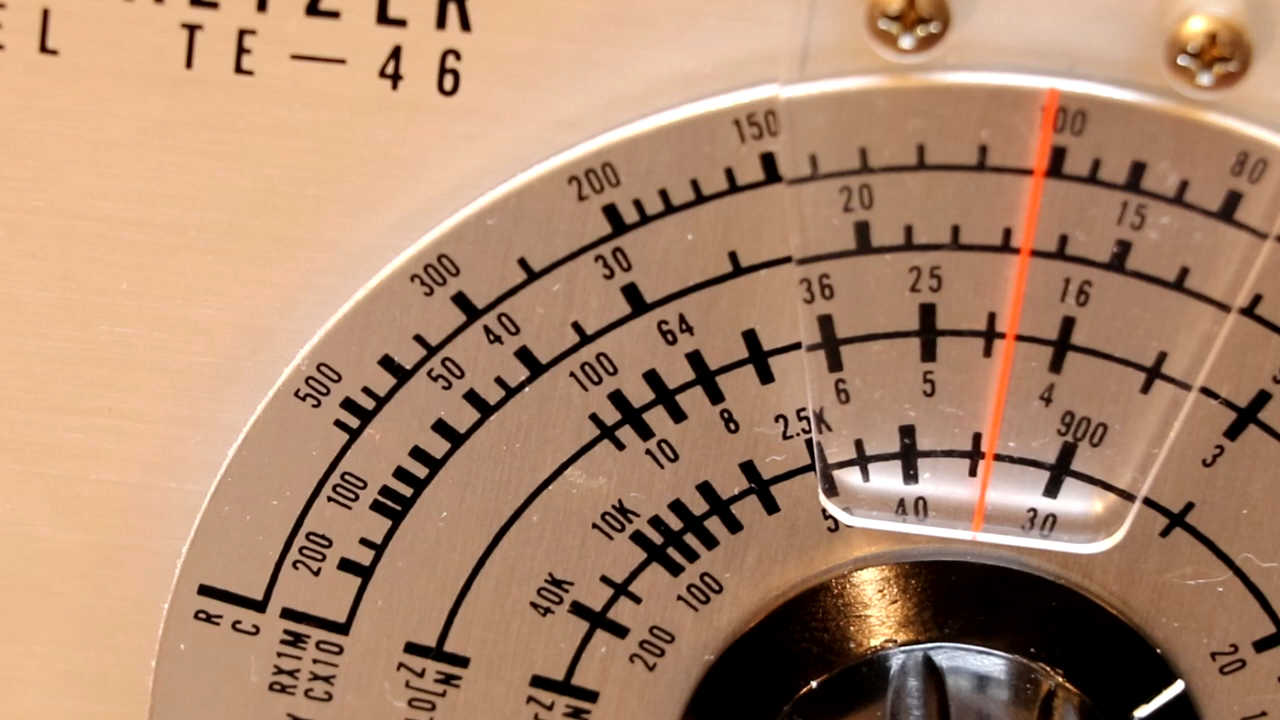 TE-46
500 300 200 150 100 80
200 100 50 40 30 20 15
100 64 36 25 16
10 8 6 5 4 3
40K 10K 2.5K 900
200 100 50 40 30 20
R
C
RX1M
CX10
Z
N
N